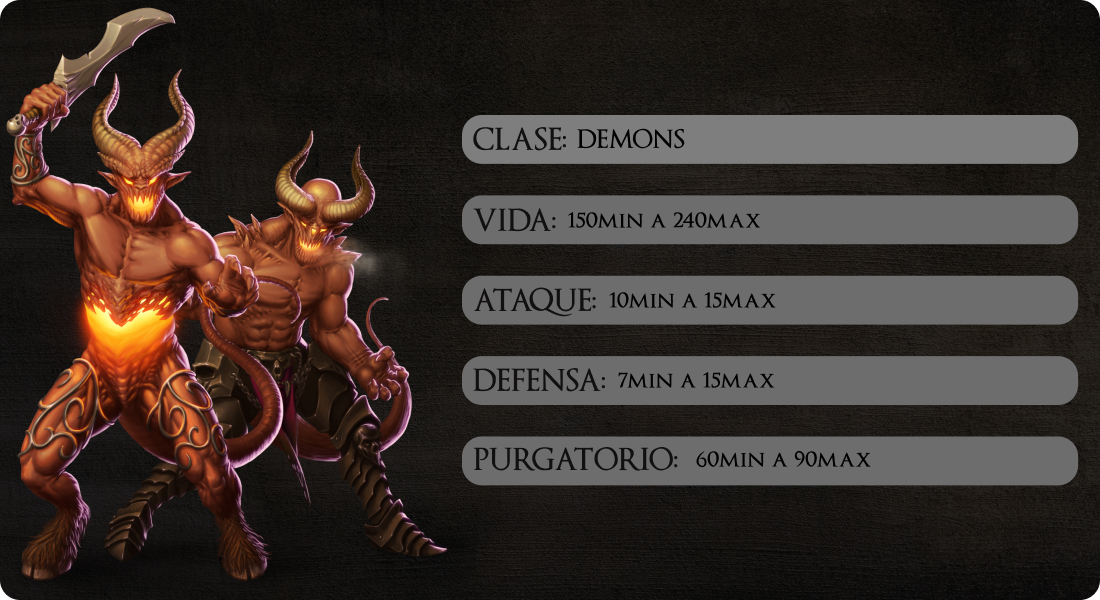 CLASE: DEMONS
VIDA: 150MIN A 240MAX
ATAQUE: 10MIN A 15MAX
DEFENSA: 7MIN A 15MAX
PURGATORIO: 60MIN A 90MAX